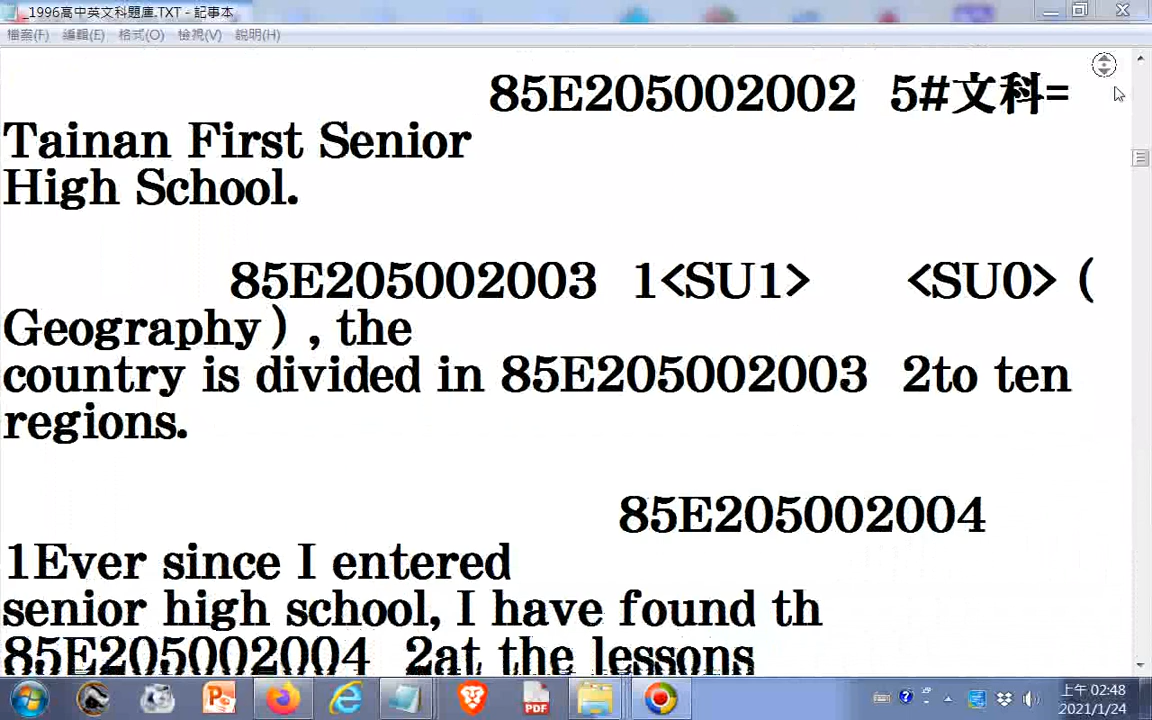 _1996高中英文科題庫.TXT - 記事本
檔案(F) 編輯(E) 格式(O) 檢視(V) 說明(H)
85E205002002 5#文科=
Tainan First Senior
High School.
85E205002003 1<SU1> <SU0> (
Geography) , the
country is divided in 85E205002003 2to ten
regions.
85E205002004
1Ever since I entered
senior high school, I have found th
85E205002004 2at the lessons
PDF
上午 02:48
2021/1/24